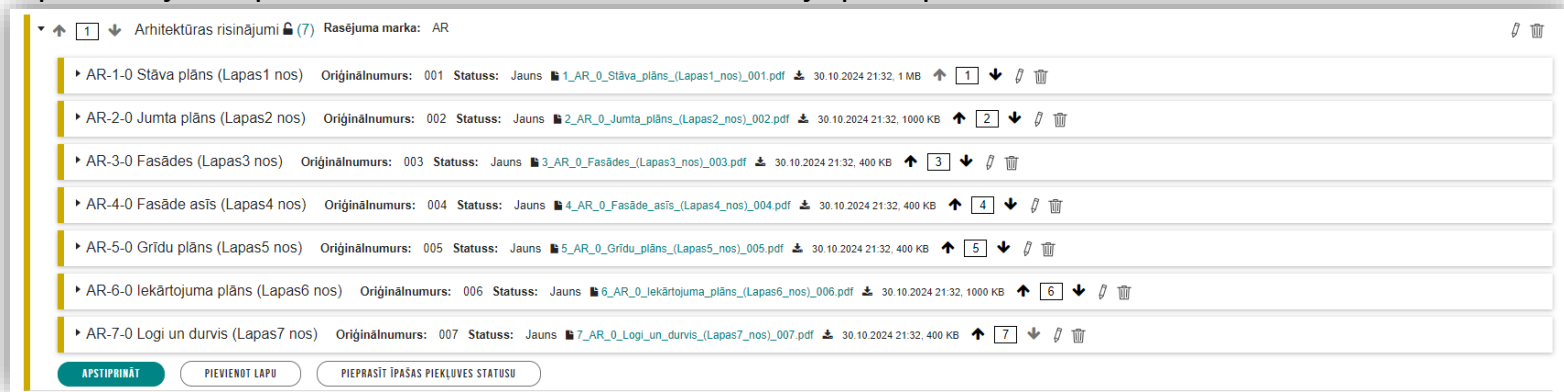 1 Arhitektūras risinājumi (7) Rasējuma marka: AR
AR-1-0 Stāva plāns (Lapas1 nos) Oriģinālnumurs: 001 Statuss: Jauns 1_AR_0_Stāva_plāns_(Lapas1_nos)_001.pdf 30.10.2024 21:32, 1 MB 1
AR-2-0 Jumta plāns (Lapas2 nos) Oriģinālnumurs: 002 Statuss: Jauns 2_AR_0_Jumta_plāns_(Lapas2_nos)_002.pdf 30.10.2024 21:32, 1000 KB 2
AR-3-0 Fasādes (Lapas3 nos) Oriģinālnumurs: 003 Statuss: Jauns 3_AR_0_Fasādes_(Lapas3_nos)_003.pdf 30.10.2024 21:32, 400 KB 3
AR-4-0 Fasāde asīs (Lapas4 nos) Oriģinālnumurs: 004 Statuss: Jauns 4_AR_0_Fasāde_asīs_(Lapas4_nos)_004.pdf 30.10.2024 21:32, 400 KB 4
AR-5-0 Grīdu plāns (Lapas5 nos) Oriģinālnumurs: 005 Statuss: Jauns 5_AR_0_Grīdu_plāns_(Lapas5_nos)_005.pdf 30.10.2024 21:32, 400 KB 5
AR-6-0 Iekārtojuma plāns (Lapas6 nos) Oriģinālnumurs: 006 Statuss: Jauns 6_AR_0_Iekārtojuma_plāns_(Lapas6_nos)_006.pdf 30.10.2024 21:32, 1000 KB 6
AR-7-0 Logi un durvis (Lapas7 nos) Oriģinālnumurs: 007 Statuss: Jauns 7_AR_0_Logi_un_durvis_(Lapas7_nos)_007.pdf 30.10.2024 21:32, 400 KB 7
APSTIPRINĀT PIEVIENOT LAPU PIEPRASĪT ĪPAŠAS PIEKĻUVES STATUSU